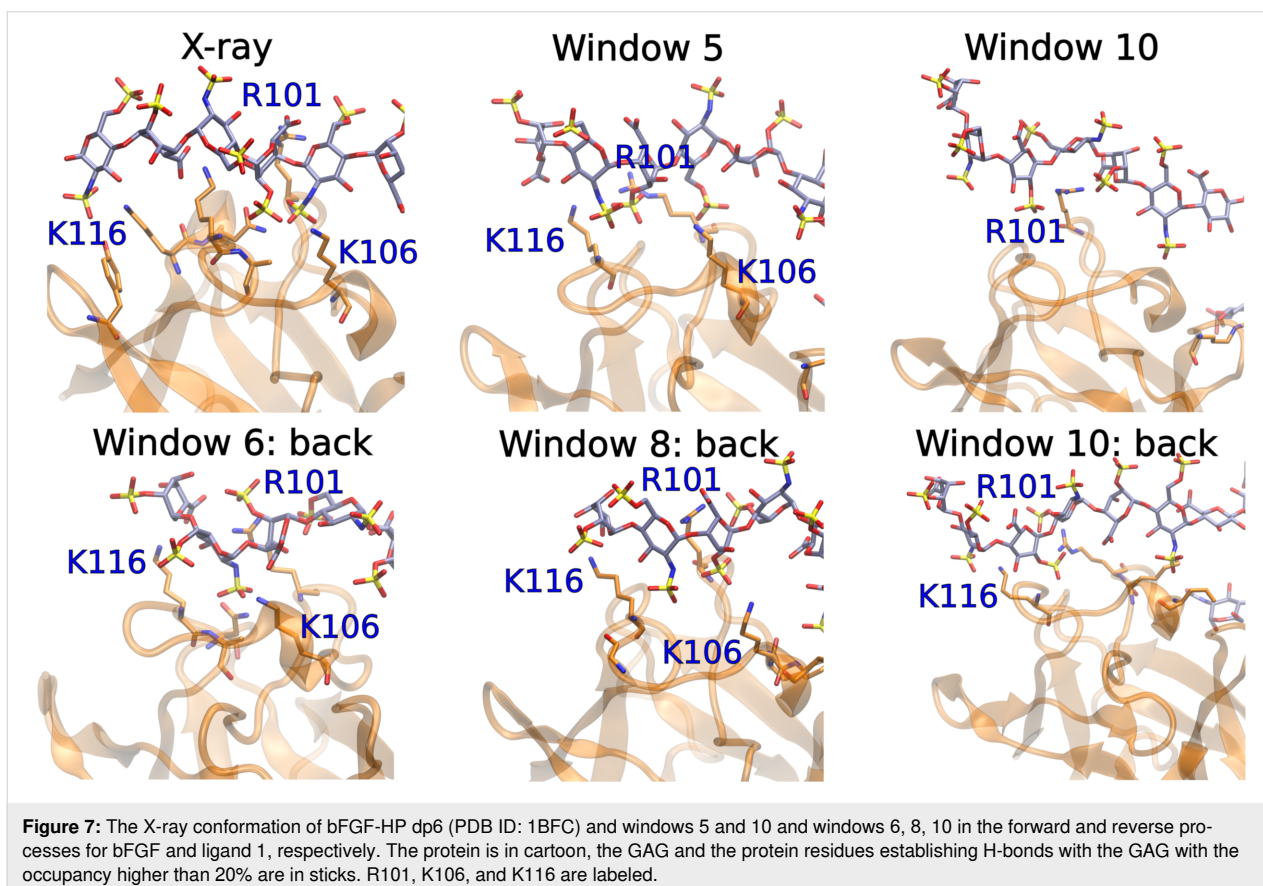 X-ray
Window 5
Window 10
R101
K116
K106
R101
K116
K106
R101
Window 6: back
Window 8: back
Window 10: back
R101
K116
K106
R101
K116
K106
R101
K116
Figure 7: The X-ray conformation of bFGF-HP dp6 (PDB ID: 1BFC) and windows 5 and 10 and windows 6, 8, 10 in the forward and reverse pro-
cesses for bFGF and ligand 1, respectively. The protein is in cartoon, the GAG and the protein residues establishing H-bonds with the GAG with the
occupancy higher than 20% are in sticks. R101, K106, and K116 are labeled.